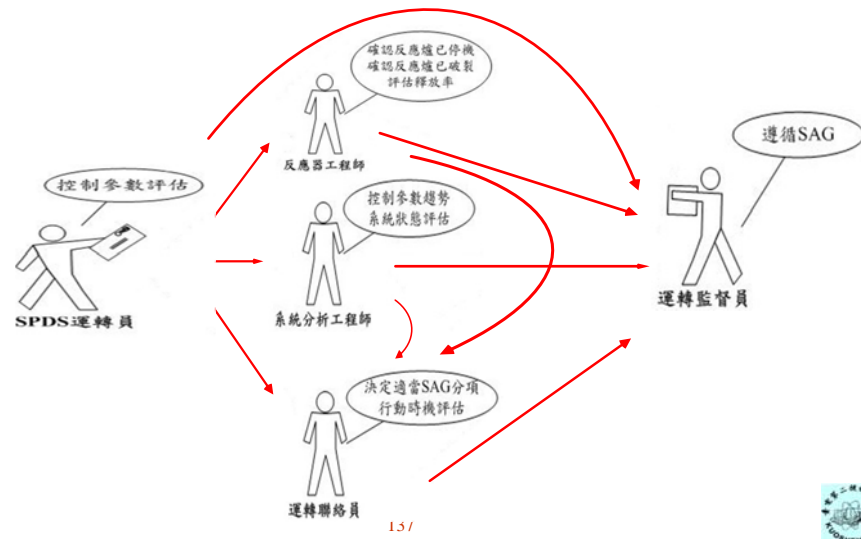 確認反應爐已停機
確認反應爐已破裂
評估釋放率
反應器工程師
遵循SAG
控制參數評估
控制參數趨勢
系統狀態評估
SPDS運轉員
系統分析工程師
運轉監督員
決定適當SAG分項
行動時機評估
運轉聯絡員
137